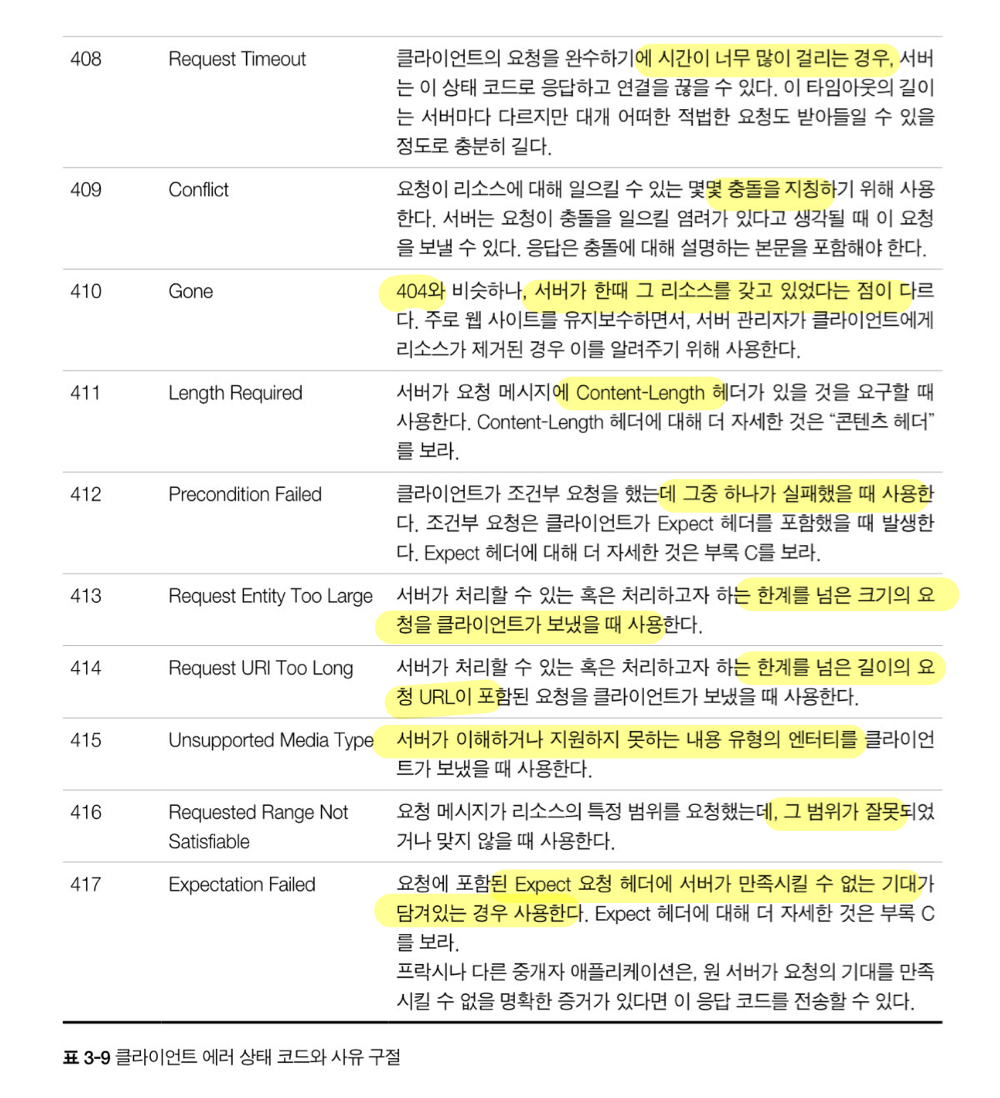 408 Request Timeout 클라이언트의 요청을 완수하기에 시간이 너무 많이 걸리는 경우, 서버
는 이 상태 코드로 응답하고 연결을 끊을 수 있다. 이 타임아웃의 길이
는 서버마다 다르지만 대개 어떠한 적법한 요청도 받아들일 수 있을
정도로 충분히 길다.
409 Conflict 요청이 리소스에 대해 일으킬 수 있는 몇몇 충돌을 지칭하기 위해 사용
한다. 서버는 요청이 충돌을 일으킬 염려가 있다고 생각될 때 이 요청
을 보낼 수 있다. 응답은 충돌에 대해 설명하는 본문을 포함해야 한다.
410 Gone 404와 비슷하나, 서버가 한때 그 리소스를 갖고 있었다는 점이 다르
다. 주로 웹 사이트를 유지보수하면서, 서버 관리자가 클라이언트에게
리소스가 제거된 경우 이를 알려주기 위해 사용한다.
411 Length Required 서버가 요청 메시지에 Content-Length 헤더가 있을 것을 요구할 때
사용한다. Content-Length 헤더에 대해 더 자세한 것은 “콘텐츠 헤더”
를 보라.
412 Precondition Failed 클라이언트가 조건부 요청을 했는데 그중 하나가 실패했을 때 사용한
다. 조건부 요청은 클라이언트가 Expect 헤더를 포함했을 때 발생한
다. Expect 헤더에 대해 더 자세한 것은 부록 C를 보라.
413 Request Entity Too Large 서버가 처리할 수 있는 혹은 처리하고자 하는 한계를 넘은 크기의 요
청을 클라이언트가 보냈을 때 사용한다.
414 Request URI Too Long 서버가 처리할 수 있는 혹은 처리하고자 하는 한계를 넘은 길이의 요
청 URL이 포함된 요청을 클라이언트가 보냈을 때 사용한다.
415 Unsupported Media Type 서버가 이해하거나 지원하지 못하는 내용 유형의 엔터티를 클라이언
트가 보냈을 때 사용한다.
416 Requested Range Not 요청 메시지가 리소스의 특정 범위를 요청했는데, 그 범위가 잘못되었
Satisfiable 거나 맞지 않을 때 사용한다.
417 Expectation Failed 요청에 포함된 Expect 요청 헤더에 서버가 만족시킬 수 없는 기대가
담겨있는 경우 사용한다. Expect 헤더에 대해 더 자세한 것은 부록 C
를 보라.
프락시나 다른 중개자 애플리케이션은, 원 서버가 요청의 기대를 만족
시킬 수 없을 명확한 증거가 있다면 이 응답 코드를 전송할 수 있다.
표 3-9 클라이언트 에러 상태 코드와 사유 구절